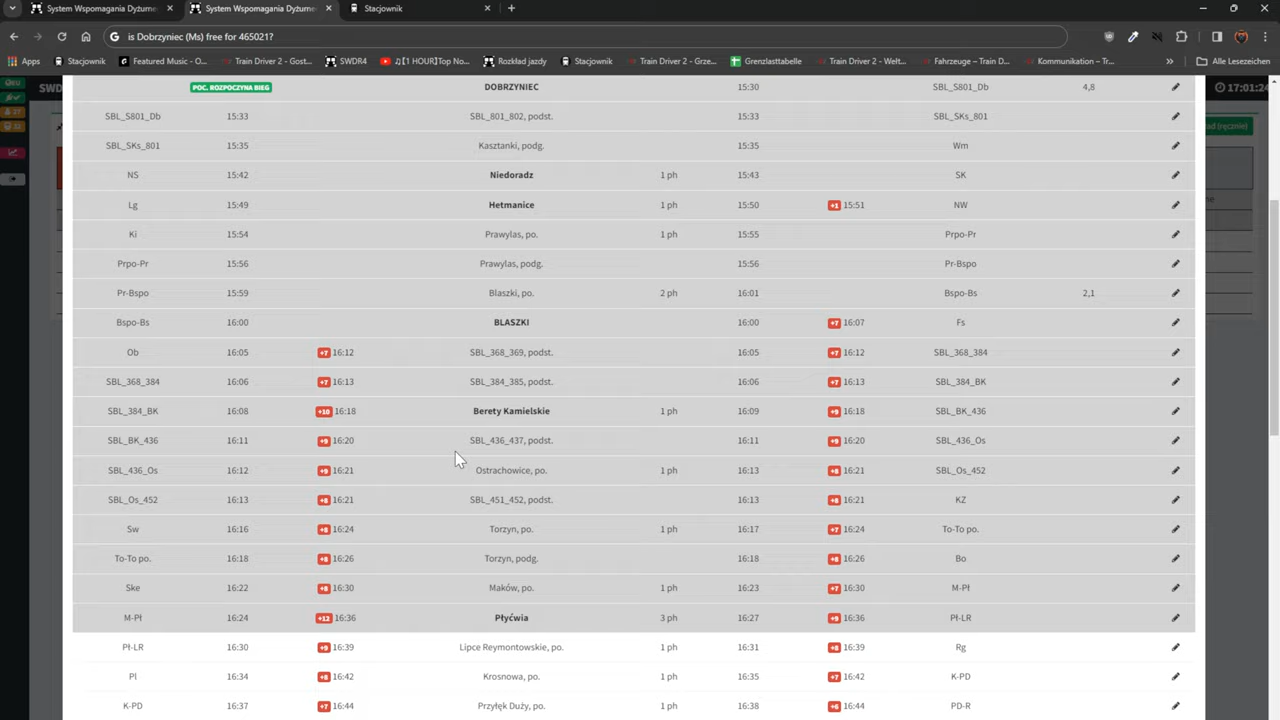 System Wspomagania Dyżurne × System Wspomagania Dyżurne × Stacjownik × +
is Dobrzyniec (Ms) free for 465021?
Apps Stacjownik Featured Music - O... Train Driver 2 - Gost... SWDR4 ♫[1 HOUR]Top No... Rozkład jazdy Stacjownik Train Driver 2 - Grze... Grenzlasttabelle Train Driver 2 - Welt... Fahrzeuge – Train D... Kommunikation – Tr... » Alle Lesezeichen
SWD 17:01:24
POC. ROZPOCZYNA BIEG DOBRZYNIEC 15:30 SBL_S801_Db 4,8
SBL_S801_Db 15:33 SBL_801_802, podst. 15:33 SBL_SKs_801
ad (ręcznie)
SBL_SKs_801 15:35 Kasztanki, podg. 15:35 Wm
NS 15:42 Niedoradz 1 ph 15:43 SK
Lg 15:49 Hetmanice 1 ph 15:50 +1 15:51 NW
Ki 15:54 Prawylas, po. 1 ph 15:55 Prpo-Pr
Prpo-Pr 15:56 Prawylas, podg. 15:56 Pr-Bspo
Pr-Bspo 15:59 Blaszki, po. 2 ph 16:01 Bspo-Bs 2,1
Bspo-Bs 16:00 BLASZKI 16:00 +7 16:07 Fs
Ob 16:05 +7 16:12 SBL_368_369, podst. 16:05 +7 16:12 SBL_368_384
SBL_368_384 16:06 +7 16:13 SBL_384_385, podst. 16:06 +7 16:13 SBL_384_BK
SBL_384_BK 16:08 +10 16:18 Berety Kamielskie 1 ph 16:09 +9 16:18 SBL_BK_436
SBL_BK_436 16:11 +9 16:20 SBL_436_437, podst. 16:11 +9 16:20 SBL_436_Os
SBL_436_Os 16:12 +9 16:21 Ostrachowice, po. 1 ph 16:13 +8 16:21 SBL_Os_452
SBL_Os_452 16:13 +8 16:21 SBL_451_452, podst. 16:13 +8 16:21 KZ
Sw 16:16 +8 16:24 Torzyn, po. 1 ph 16:17 +7 16:24 To-To po.
To-To po. 16:18 +8 16:26 Torzyn, podg. 16:18 +8 16:26 Bo
Ske 16:22 +8 16:30 Maków, po. 1 ph 16:23 +7 16:30 M-Pł
M-Pł 16:24 +12 16:36 Płyćwia 3 ph 16:27 +9 16:36 Pł-LR
Pł-LR 16:30 +9 16:39 Lipce Reymontowskie, po. 1 ph 16:31 +8 16:39 Rg
Pl 16:34 +8 16:42 Krosnowa, po. 1 ph 16:35 +7 16:42 K-PD
K-PD 16:37 +7 16:44 Przyłęk Duży, po. 1 ph 16:38 +6 16:44 PD-R